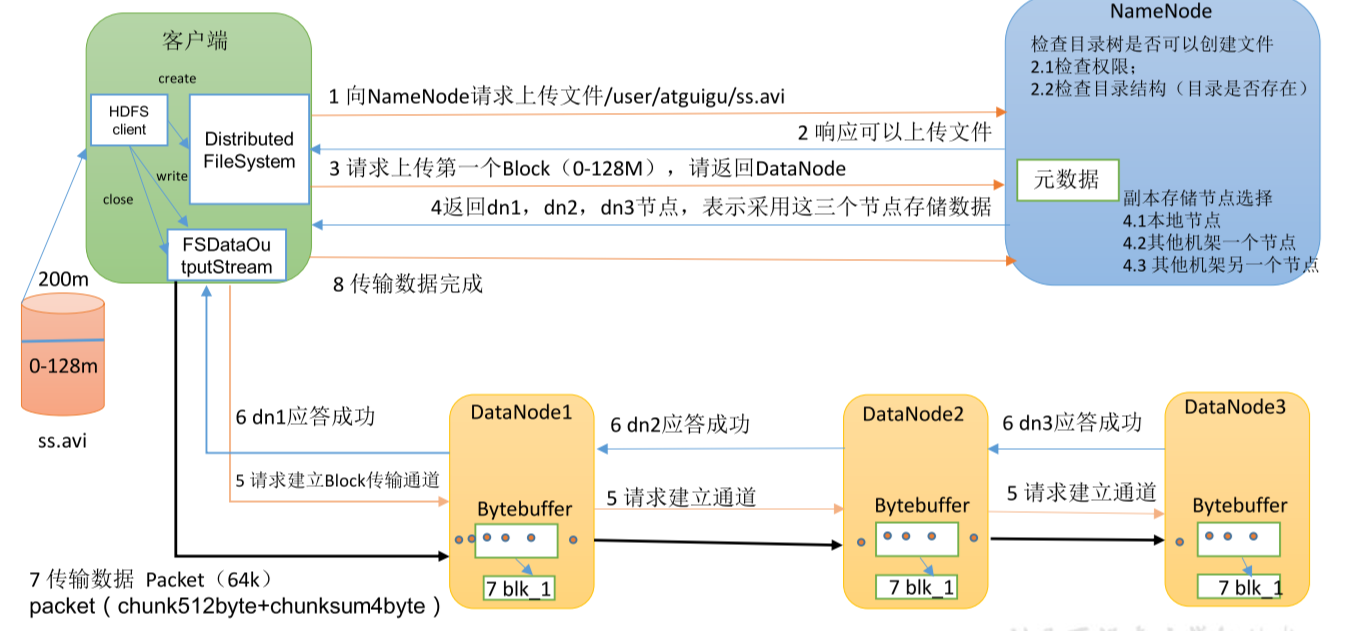 客户端
create
HDFS
client
Distributed
FileSystem
write
close
FSDataOu
tputStream
200m
0-128m
ss.avi
1 向NameNode请求上传文件/user/atguigu/ss.avi
2 响应可以上传文件
3 请求上传第一个Block（0-128M），请返回DataNode
4返回dn1，dn2，dn3节点，表示采用这三个节点存储数据
8 传输数据完成
NameNode
检查目录树是否可以创建文件
2.1检查权限；
2.2检查目录结构（目录是否存在）
元数据
副本存储节点选择
4.1本地节点
4.2其他机架一个节点
4.3 其他机架另一个节点
6 dn1应答成功
5 请求建立Block传输通道
DataNode1
Bytebuffer
7 blk_1
6 dn2应答成功
5 请求建立通道
DataNode2
Bytebuffer
7 blk_1
6 dn3应答成功
5 请求建立通道
DataNode3
Bytebuffer
7 blk_1
7 传输数据 Packet（64k）
packet（chunk512byte+chunksum4byte）